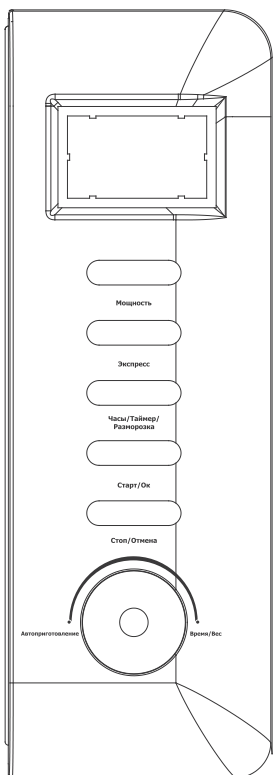 Мощность
Экспресс
Часы/Таймер/
Разморозка
Старт/Ок
Стоп/Отмена
Автоприготовление
Время/Вес